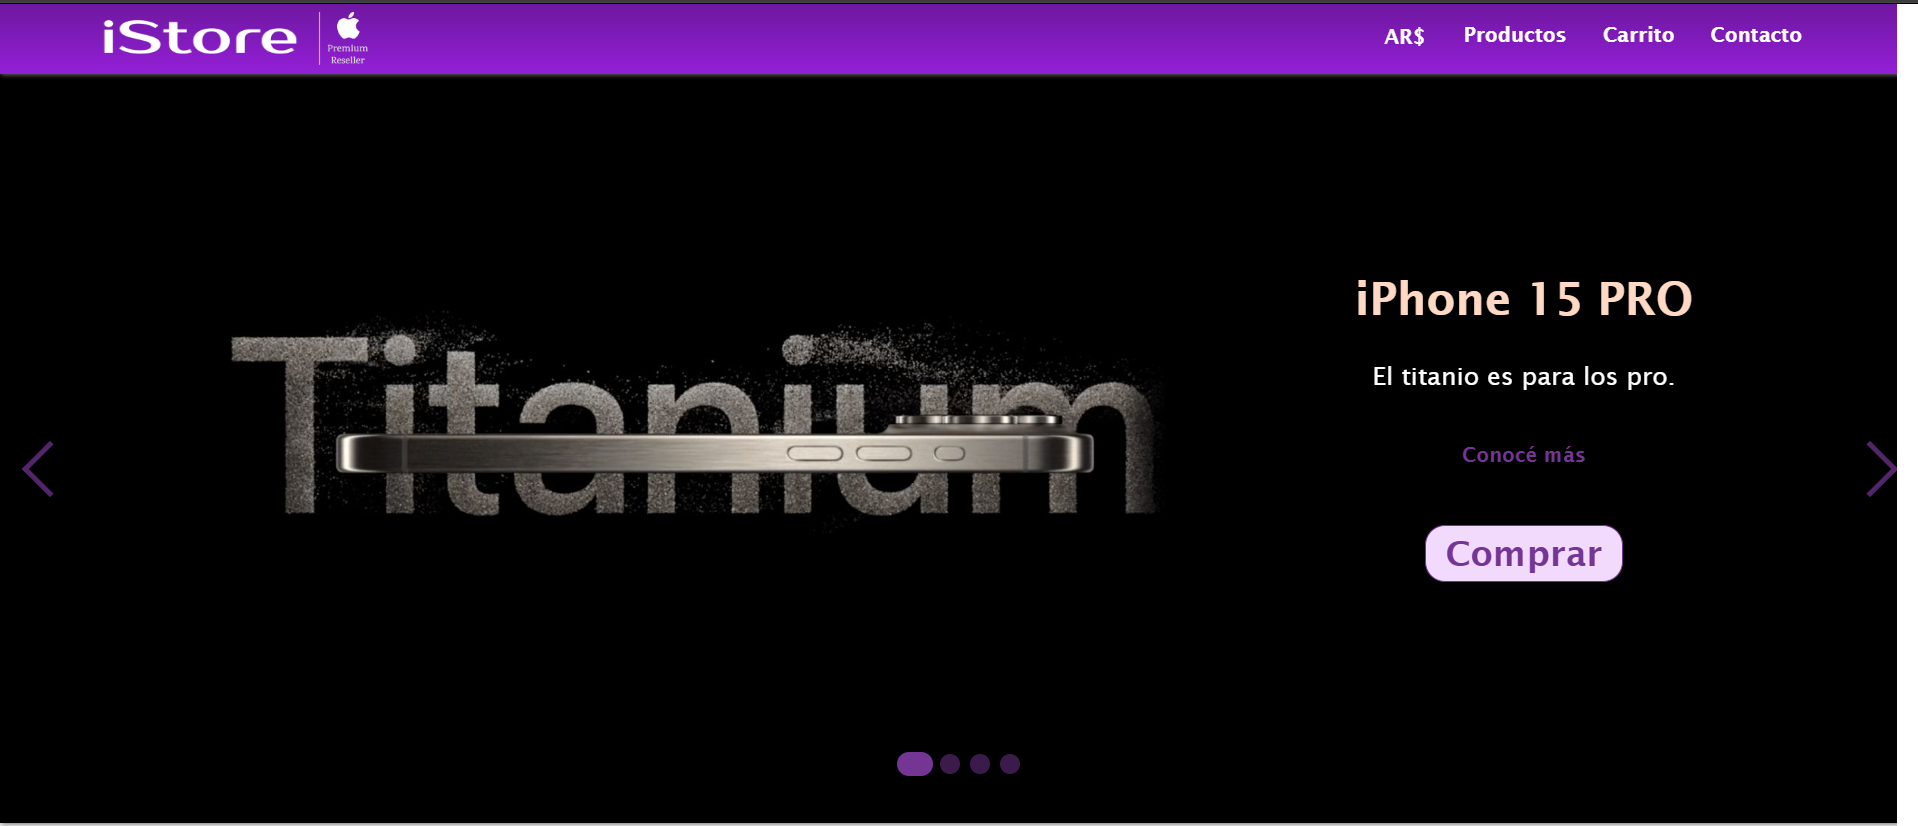 iStore
Premium
Reseller
AR$
Productos
Carrito
Contacto
Titanium
iPhone 15 PRO
El titanio es para los pro.
Conocé más
Comprar